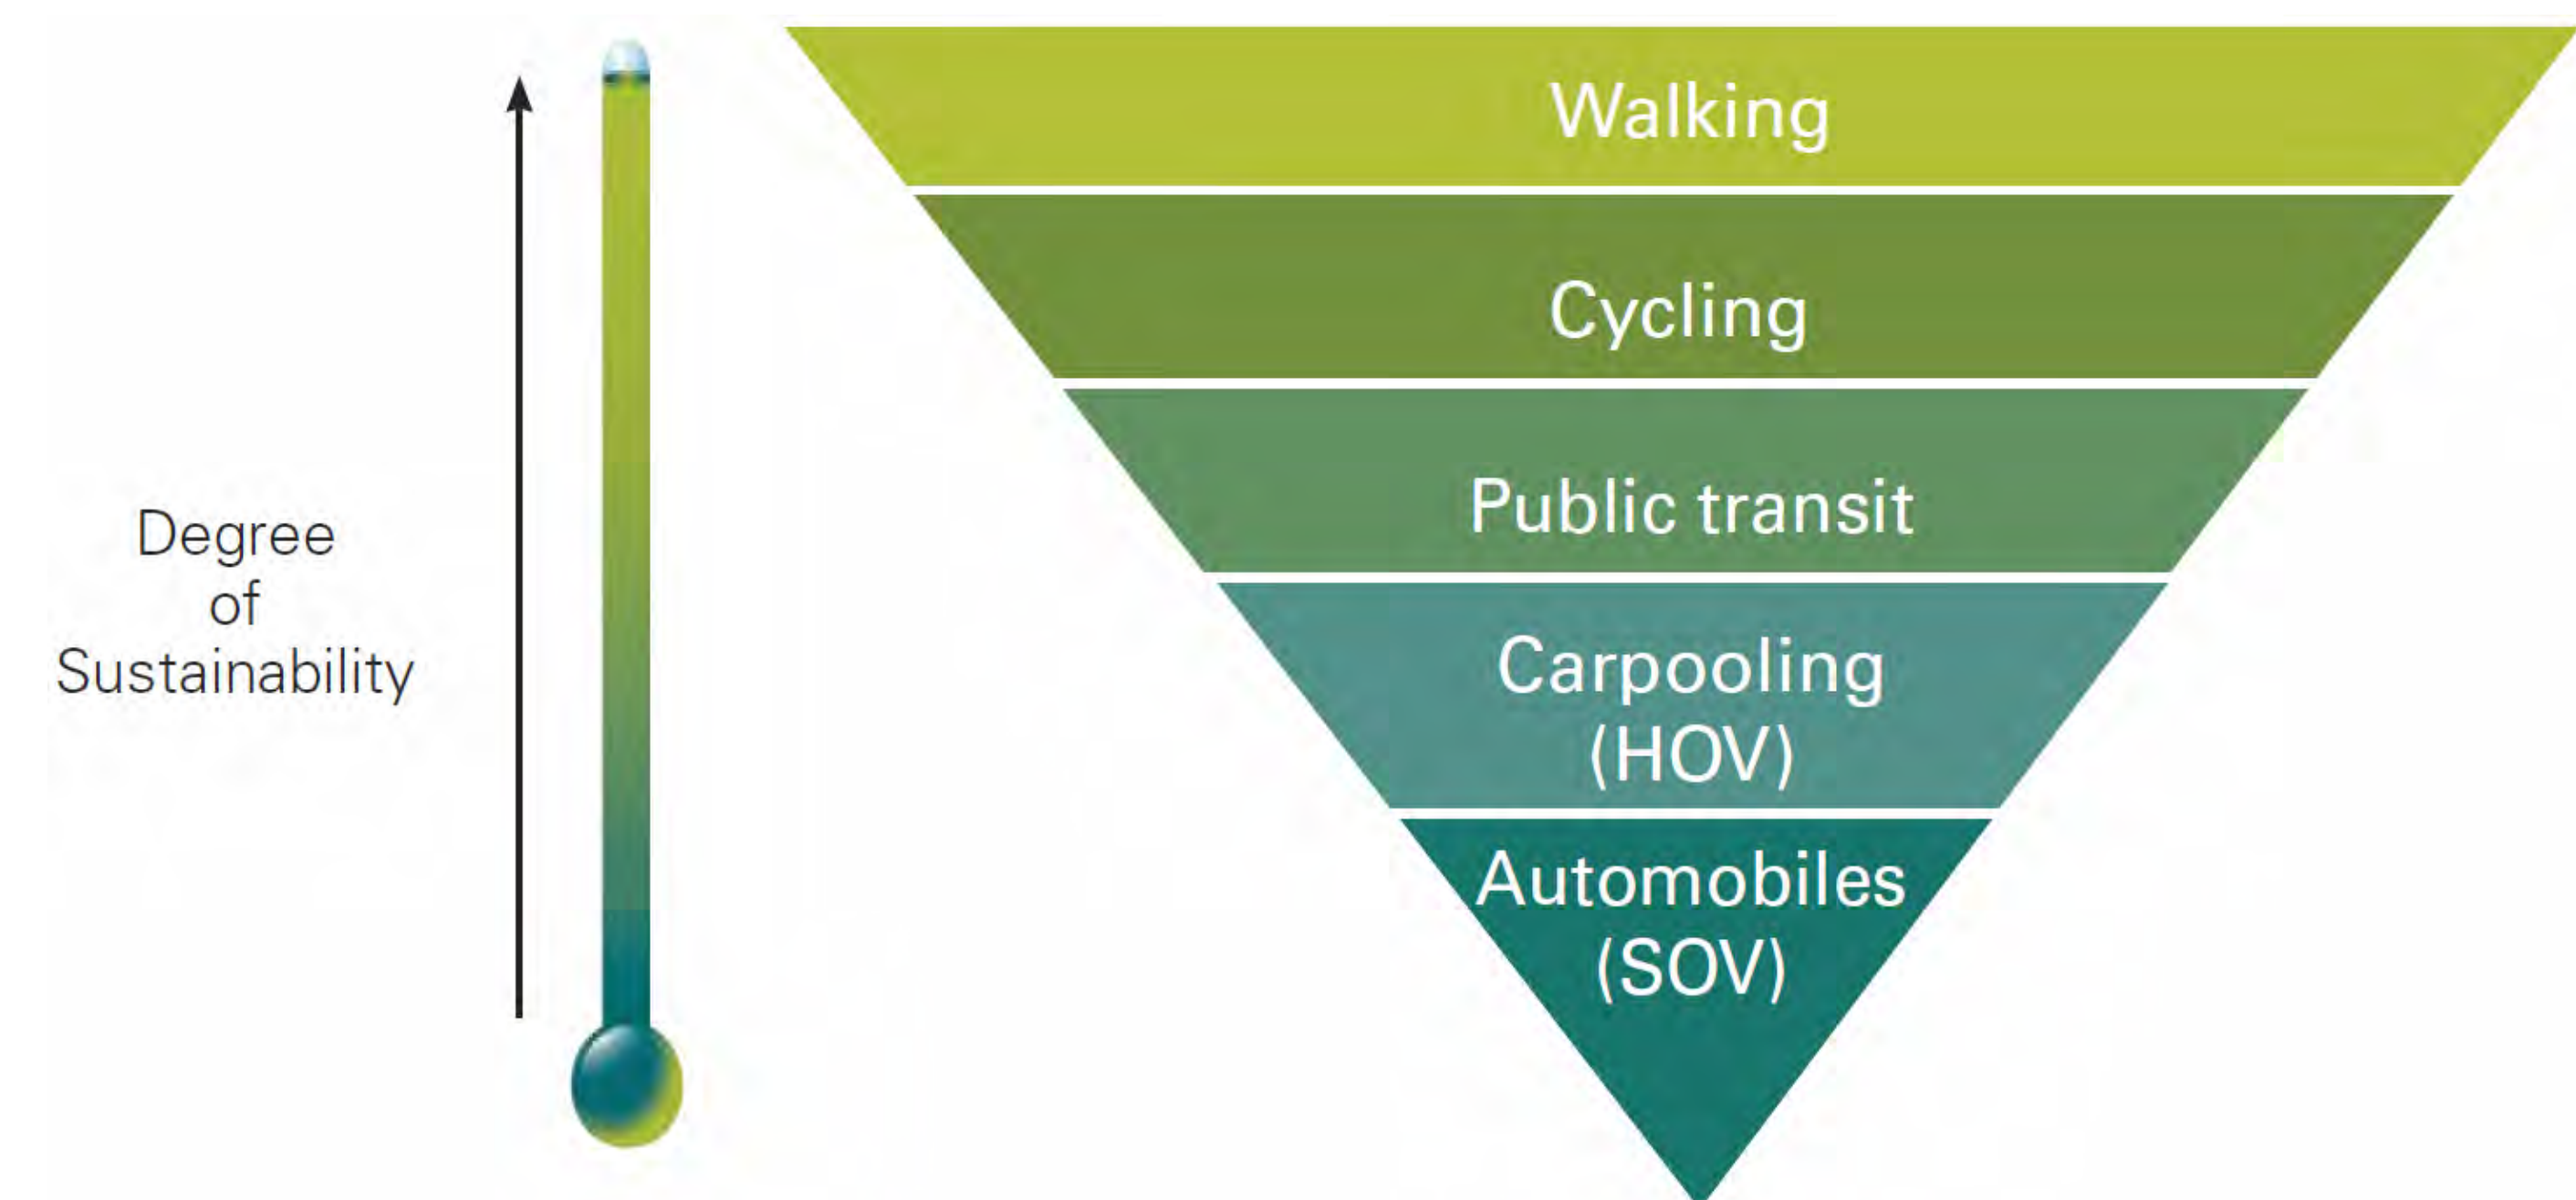 Degree
of
Sustainability
Walking
Cycling
Public transit
Carpooling
(HOV)
Automobiles
(SOV)